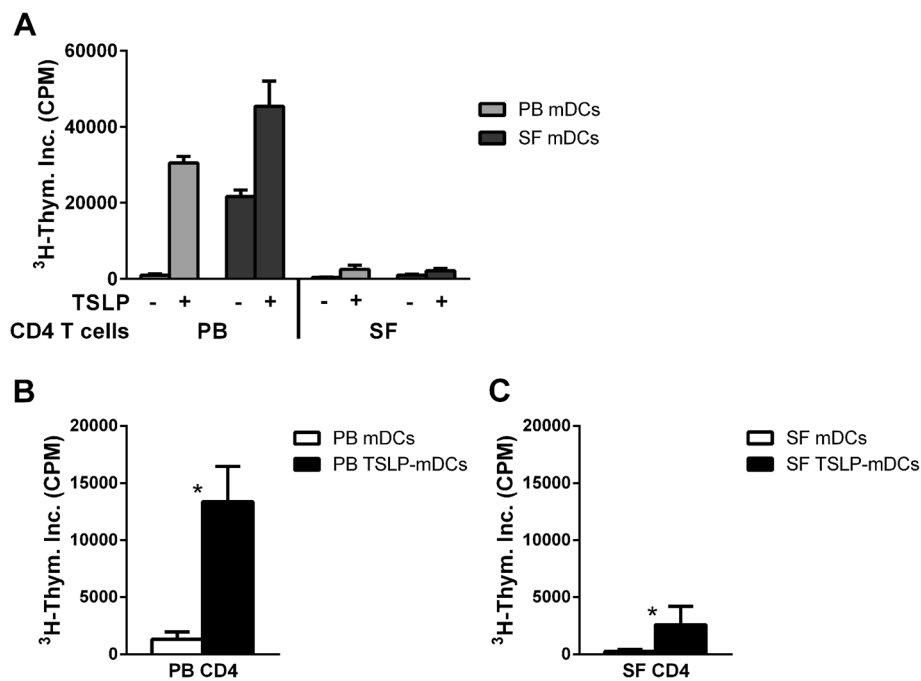 A
³H-Thym. Inc. (CPM)
60000
40000
20000
0
PB mDCs
SF mDCs
TSLP - + - + - + - +
CD4 T cells PB SF
B
³H-Thym. Inc. (CPM)
20000
15000
10000
5000
0
*
PB CD4
PB mDCs
PB TSLP-mDCs
C
³H-Thym. Inc. (CPM)
20000
15000
10000
5000
0
*
SF CD4
SF mDCs
SF TSLP-mDCs